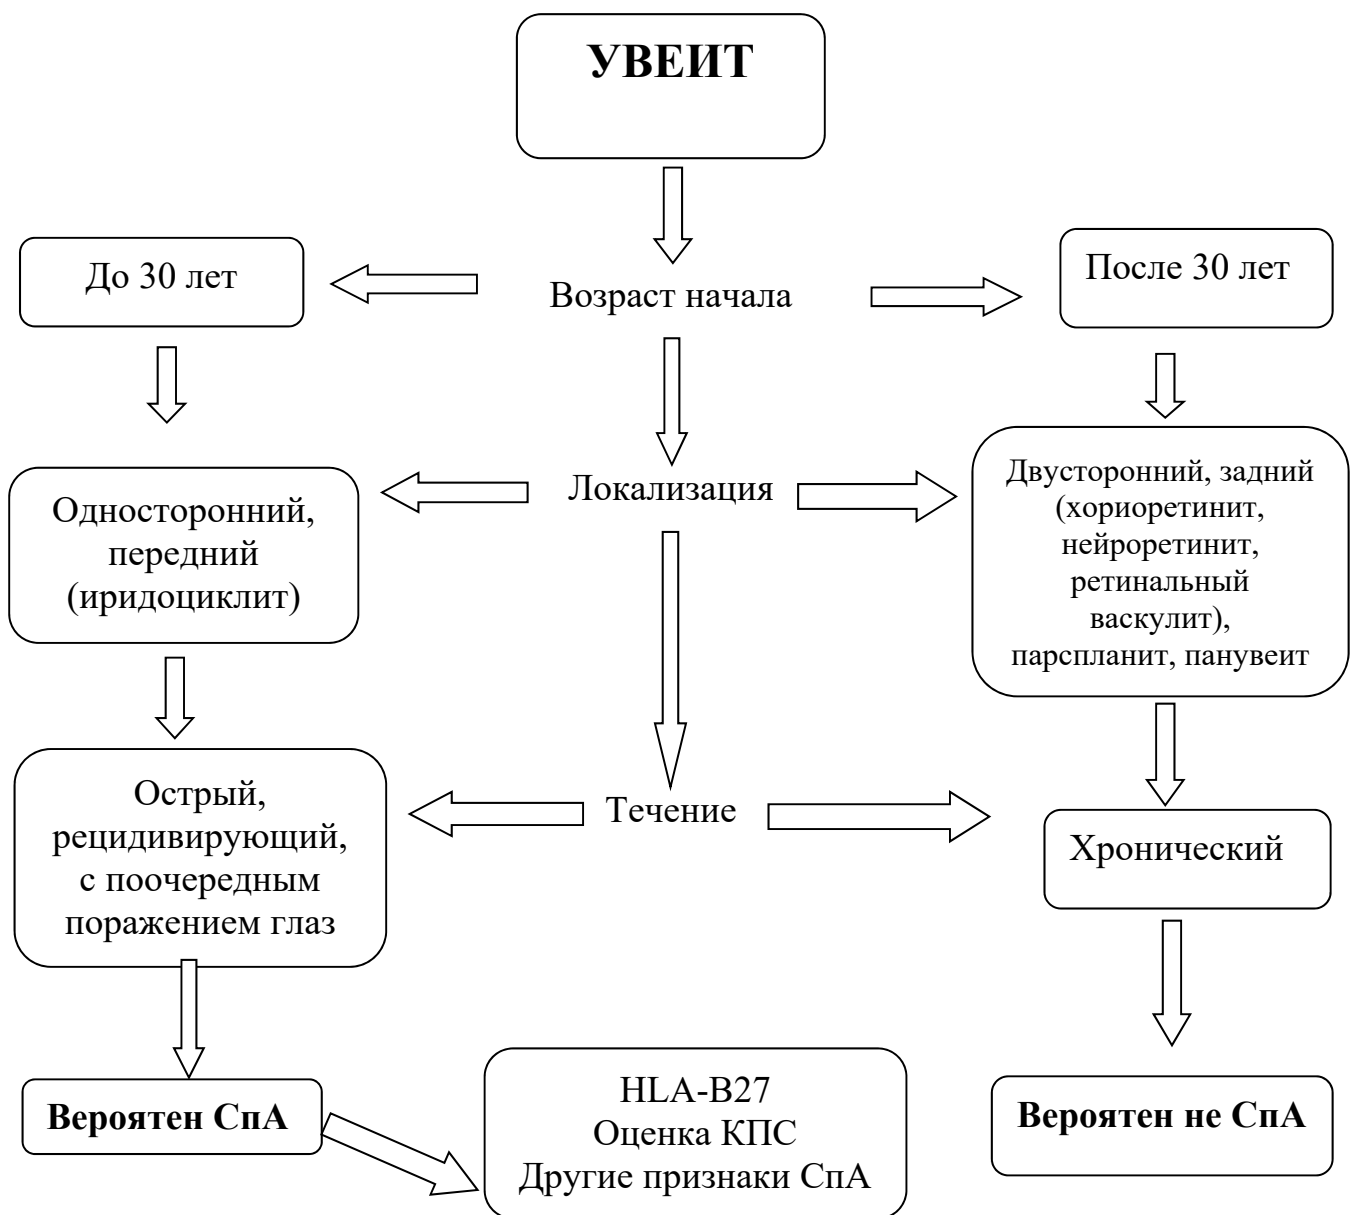 УВЕИТ
До 30 лет
Возраст начала
После 30 лет
Односторонний,
передний
(иридоциклит)
Локализация
Двусторонний, задний
(хориоретинит,
нейроретинит,
ретинальный
васкулит),
парспланит, панувеит
Острый,
рецидивирующий,
с поочередным
поражением глаз
Течение
Хронический
Вероятен СпА
HLA-B27
Оценка КПС
Другие признаки СпА
Вероятен не СпА